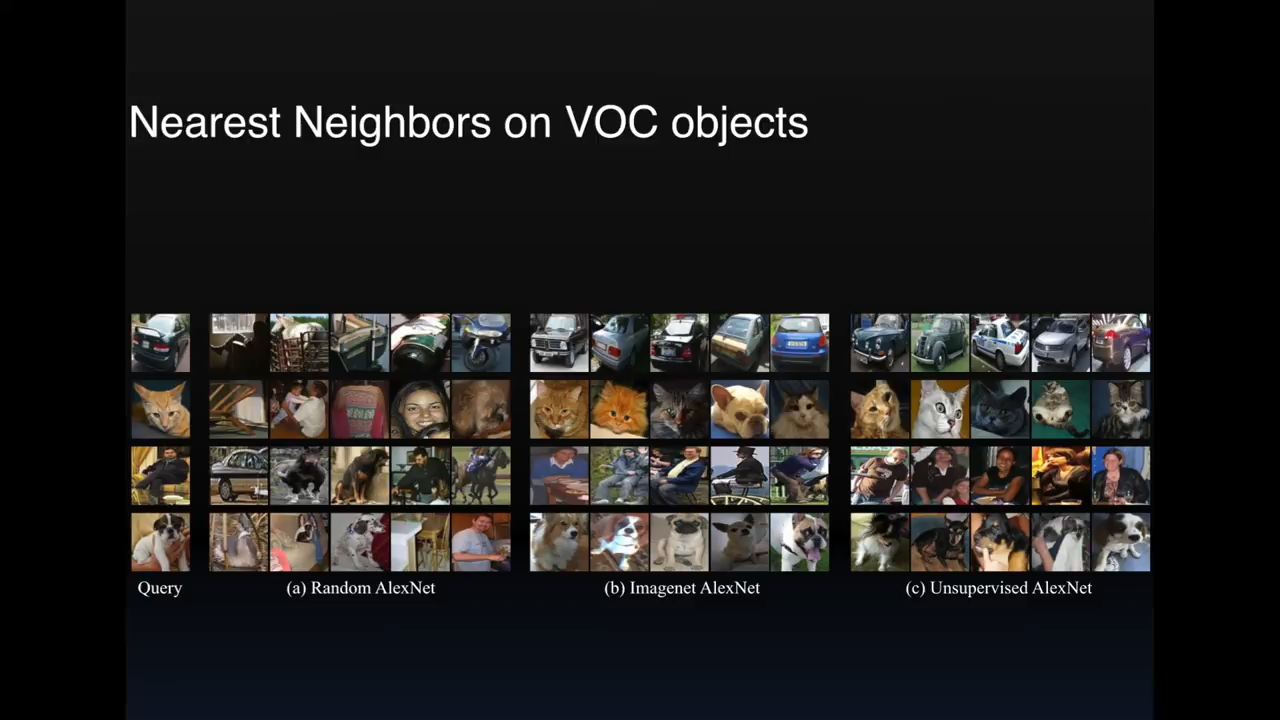 Nearest Neighbors on VOC objects
Query
(a) Random AlexNet
(b) Imagenet AlexNet
(c) Unsupervised AlexNet